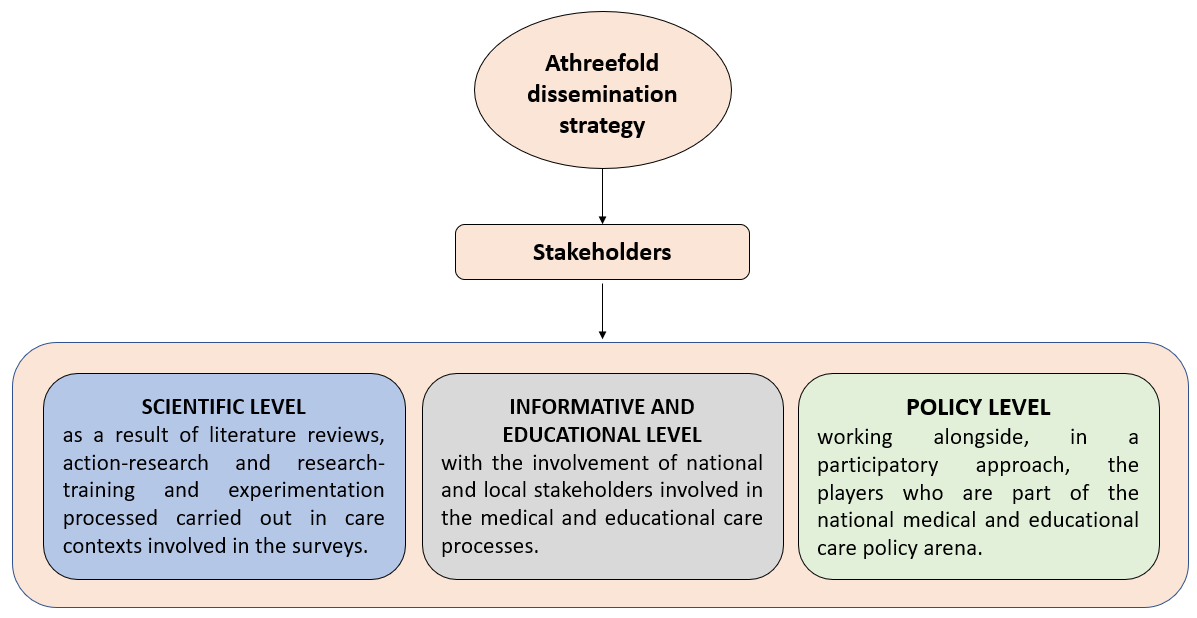 Athreefold
dissemination
strategy
Stakeholders
SCIENTIFIC LEVEL
as a result of literature reviews,
action-research and research-
training and experimentation
processed carried out in care
contexts involved in the surveys.
INFORMATIVE AND
EDUCATIONAL LEVEL
with the involvement of national
and local stakeholders involved in
the medical and educational care
processes.
POLICY LEVEL
working alongside, in a
participatory approach, the
players who are part of the
national medical and educational
care policy arena.